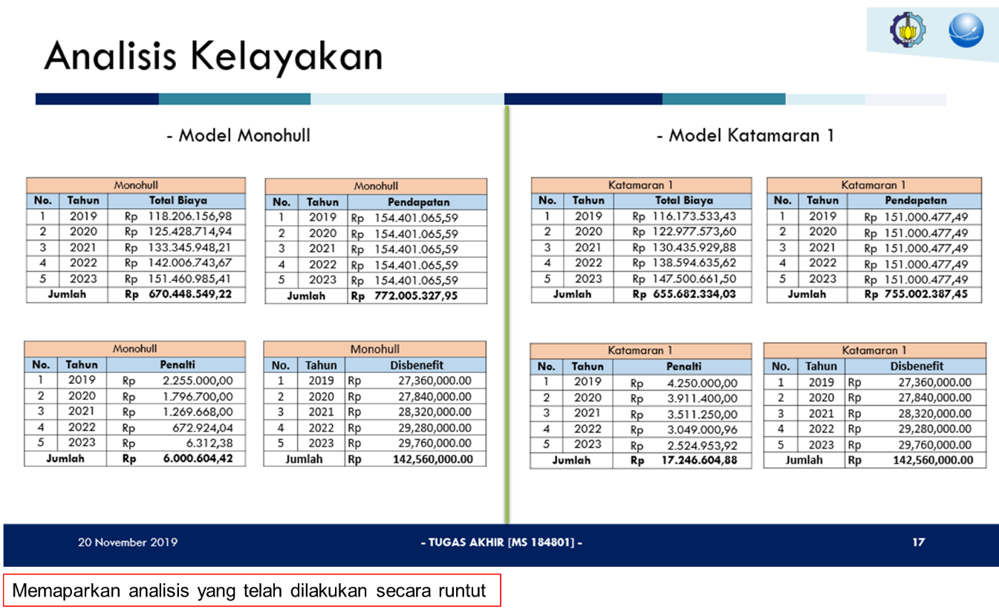 Analisis Kelayakan
- Model Monohull
Monohull
No. Tahun Total Biaya
1 2019 Rp 118.206.156,98
2 2020 Rp 125.428.714,94
3 2021 Rp 133.345.948,21
4 2022 Rp 142.006.743,67
5 2023 Rp 151.460.985,41
Jumlah Rp 670.448.549,22
Monohull
No. Tahun Pendapatan
1 2019 Rp 154.401.065,59
2 2020 Rp 154.401.065,59
3 2021 Rp 154.401.065,59
4 2022 Rp 154.401.065,59
5 2023 Rp 154.401.065,59
Jumlah Rp 772.005.327,95
Monohull
No. Tahun Penalti
1 2019 Rp 2.255.000,00
2 2020 Rp 1.796.700,00
3 2021 Rp 1.269.668,00
4 2022 Rp 672.924,04
5 2023 Rp 6.312,38
Jumlah Rp 6.000.604,42
Monohull
No. Tahun Disbenefit
1 2019 Rp 27,360,000.00
2 2020 Rp 27,840,000.00
3 2021 Rp 28,320,000.00
4 2022 Rp 29,280,000.00
5 2023 Rp 29,760,000.00
Jumlah Rp 142,560,000.00
- Model Katamaran 1
Katamaran 1
No. Tahun Total Biaya
1 2019 Rp 116.173.533,43
2 2020 Rp 122.977.573,60
3 2021 Rp 130.435.929,88
4 2022 Rp 138.594.635,62
5 2023 Rp 147.500.661,50
Jumlah Rp 655.682.334,03
Katamaran 1
No. Tahun Pendapatan
1 2019 Rp 151.000.477,49
2 2020 Rp 151.000.477,49
3 2021 Rp 151.000.477,49
4 2022 Rp 151.000.477,49
5 2023 Rp 151.000.477,49
Jumlah Rp 755.002.387,45
Katamaran 1
No. Tahun Penalti
1 2019 Rp 4.250.000,00
2 2020 Rp 3.911.400,00
3 2021 Rp 3.511.250,00
4 2022 Rp 3.049.000,96
5 2023 Rp 2.524.953,92
Jumlah Rp 17.246.604,88
Katamaran 1
No. Tahun Disbenefit
1 2019 Rp 27,360,000.00
2 2020 Rp 27,840,000.00
3 2021 Rp 28,320,000.00
4 2022 Rp 29,280,000.00
5 2023 Rp 29,760,000.00
Jumlah Rp 142,560,000.00
20 November 2019
- TUGAS AKHIR [MS 184801] -
17
Memaparkan analisis yang telah dilakukan secara runtut